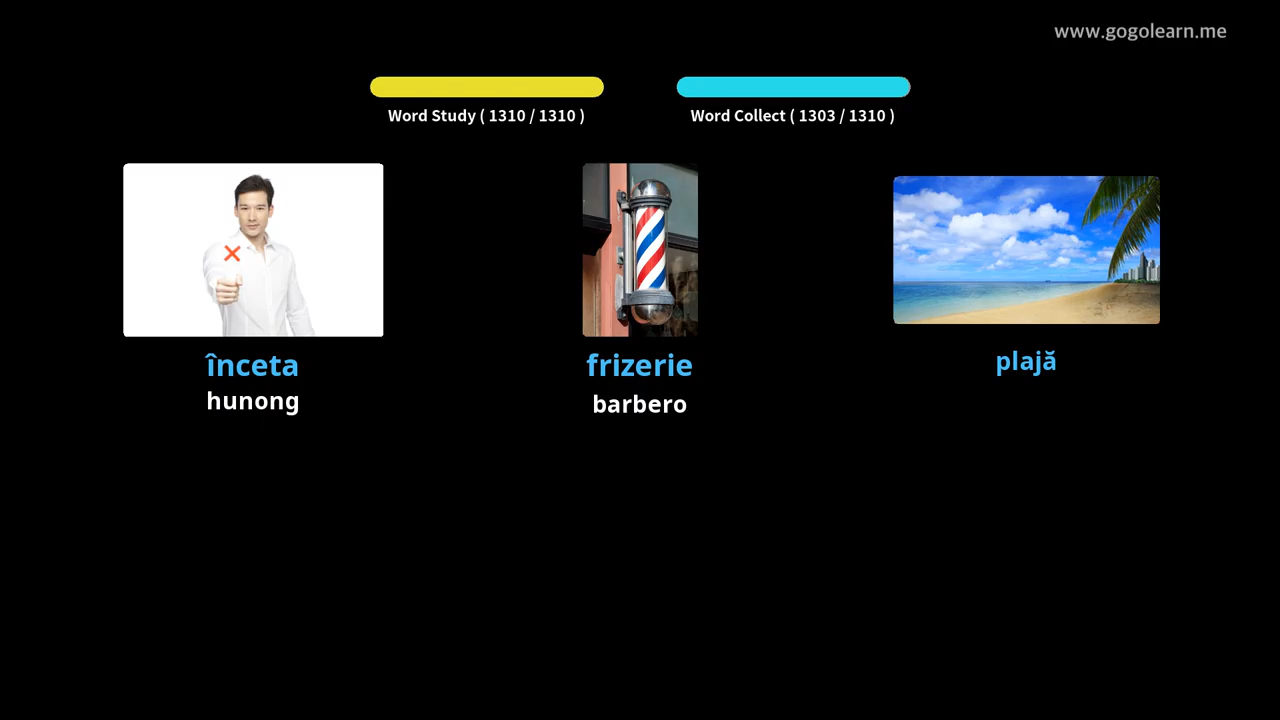 www.gogolearn.me
Word Study ( 1310 / 1310 )
Word Collect ( 1303 / 1310 )
înceta
hunong
frizerie
barbero
plajă